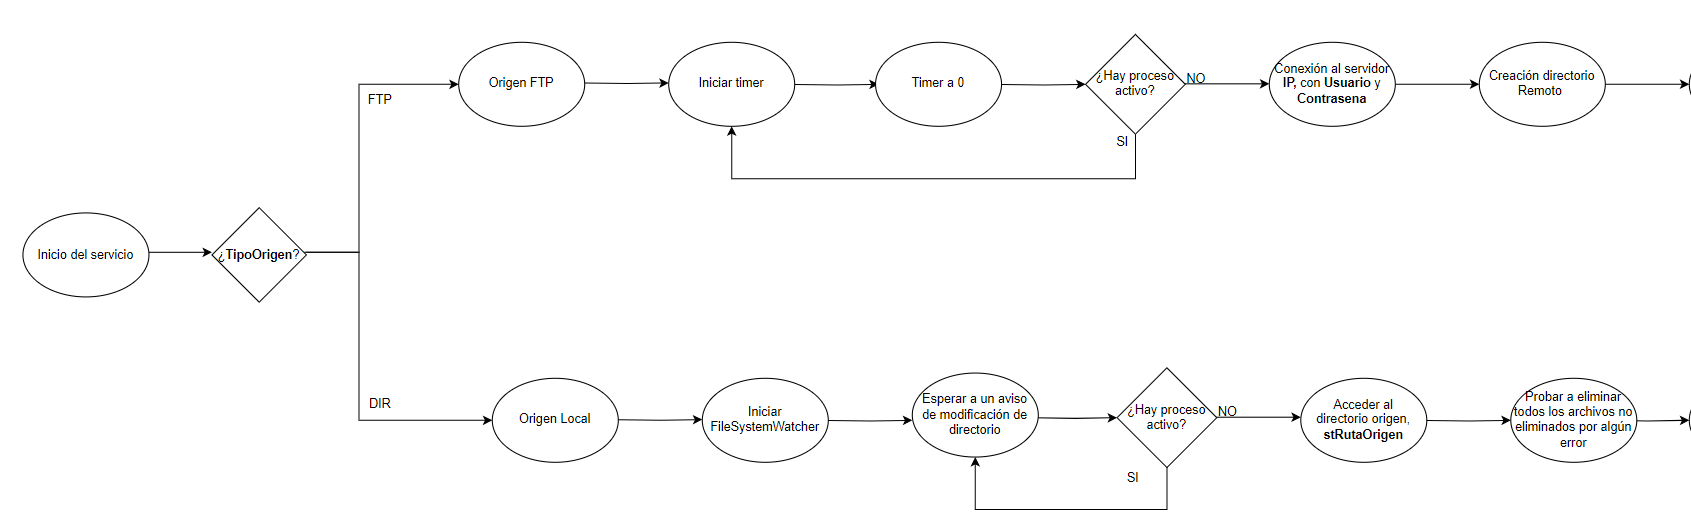 Origen FTP
Iniciar timer
Timer a 0
¿Hay proceso
activo?
NO
Conexión al servidor
IP, con Usuario y
Contrasena
Creación directorio
Remoto
FTP
SI
Inicio del servicio
¿TipoOrigen?
DIR
Origen Local
Iniciar
FileSystemWatcher
Esperar a un aviso
de modificación de
directorio
¿Hay proceso
activo?
NO
Acceder al
directorio origen,
stRutaOrigen
Probar a eliminar
todos los archivos no
eliminados por algún
error
SI